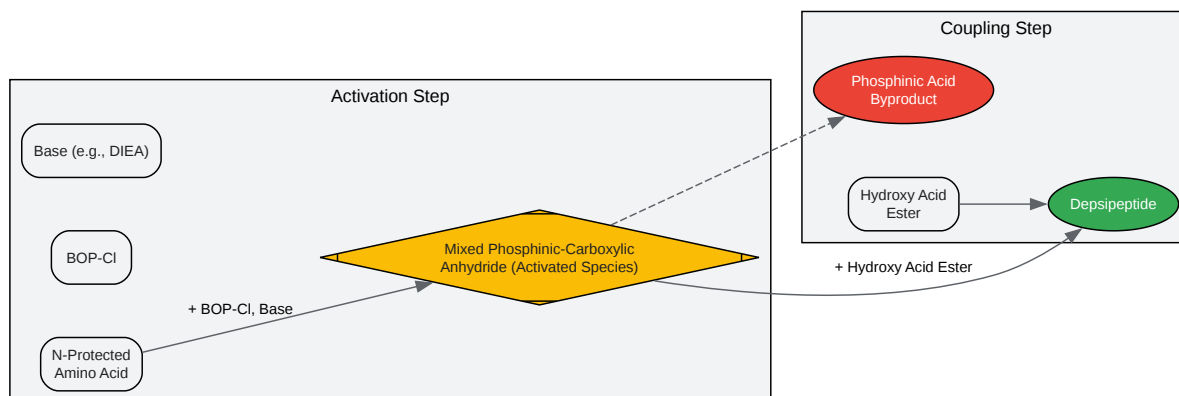 Activation Step
Base (e.g., DIEA)
BOP-Cl
N-Protected
Amino Acid
+ BOP-Cl, Base
Mixed Phosphinic-Carboxylic
Anhydride (Activated Species)
Coupling Step
Phosphinic Acid
Byproduct
Hydroxy Acid
Ester
Depsipeptide
+ Hydroxy Acid Ester